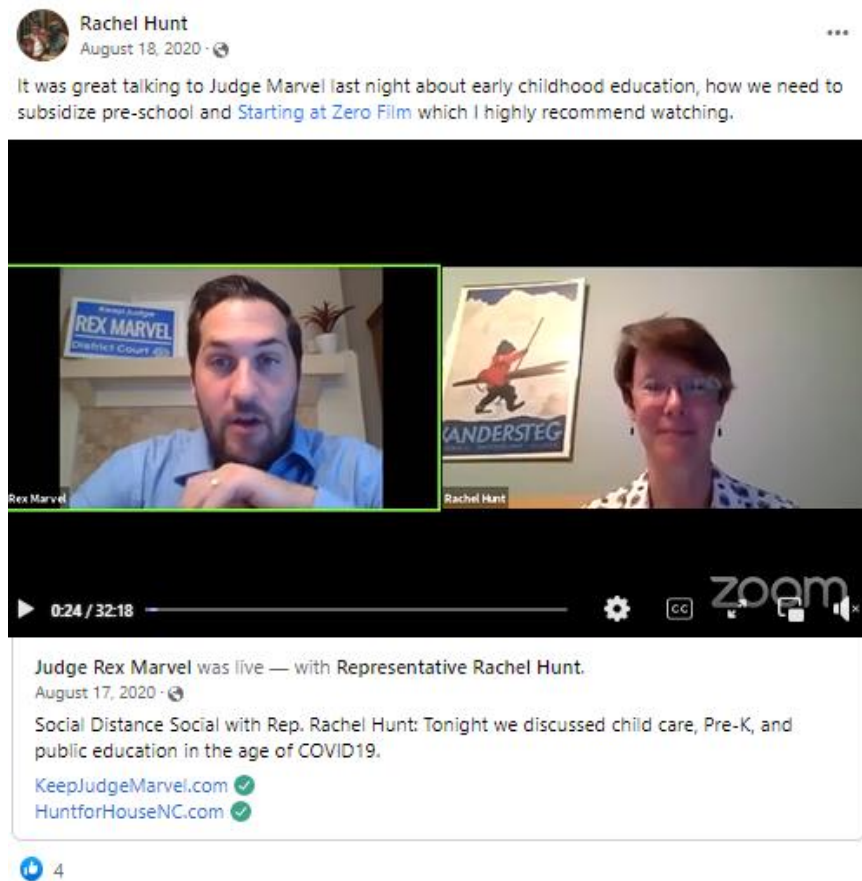 Rachel Hunt
August 18, 2020 ·
It was great talking to Judge Marvel last night about early childhood education, how we need to
subsidize pre-school and Starting at Zero Film which I highly recommend watching.
Keep Judge
REX MARVEL
District Court
KANDERSTEG
Rex Marvel
Rachel Hunt
zoom
0:24 / 32:18
CC
Judge Rex Marvel was live — with Representative Rachel Hunt.
August 17, 2020 ·
Social Distance Social with Rep. Rachel Hunt: Tonight we discussed child care, Pre-K, and
public education in the age of COVID19.
KeepJudgeMarvel.com
HuntforHouseNC.com
4